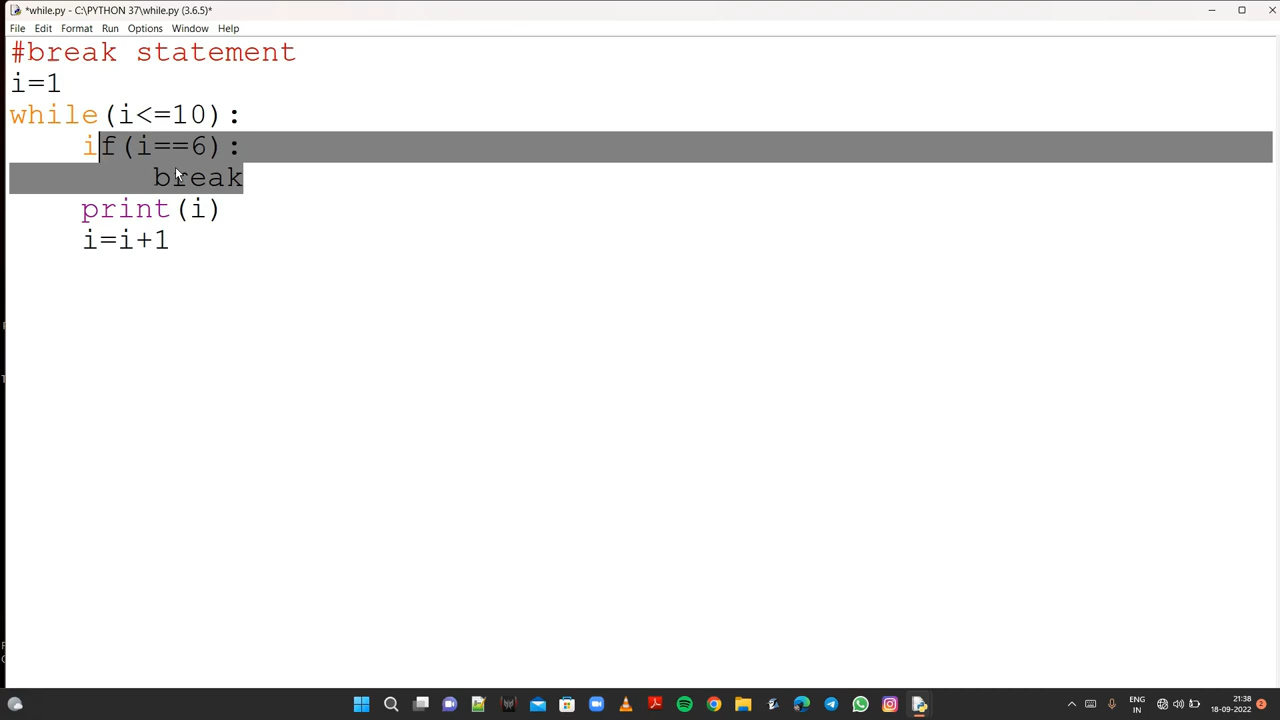 *while.py - C:\PYTHON 37\while.py (3.6.5)*
File Edit Format Run Options Window Help
#break statement
i=1
while(i<=10):
    if(i==6):
        break
    print(i)
    i=i+1
ENG
IN
21:38
18-09-2022
2